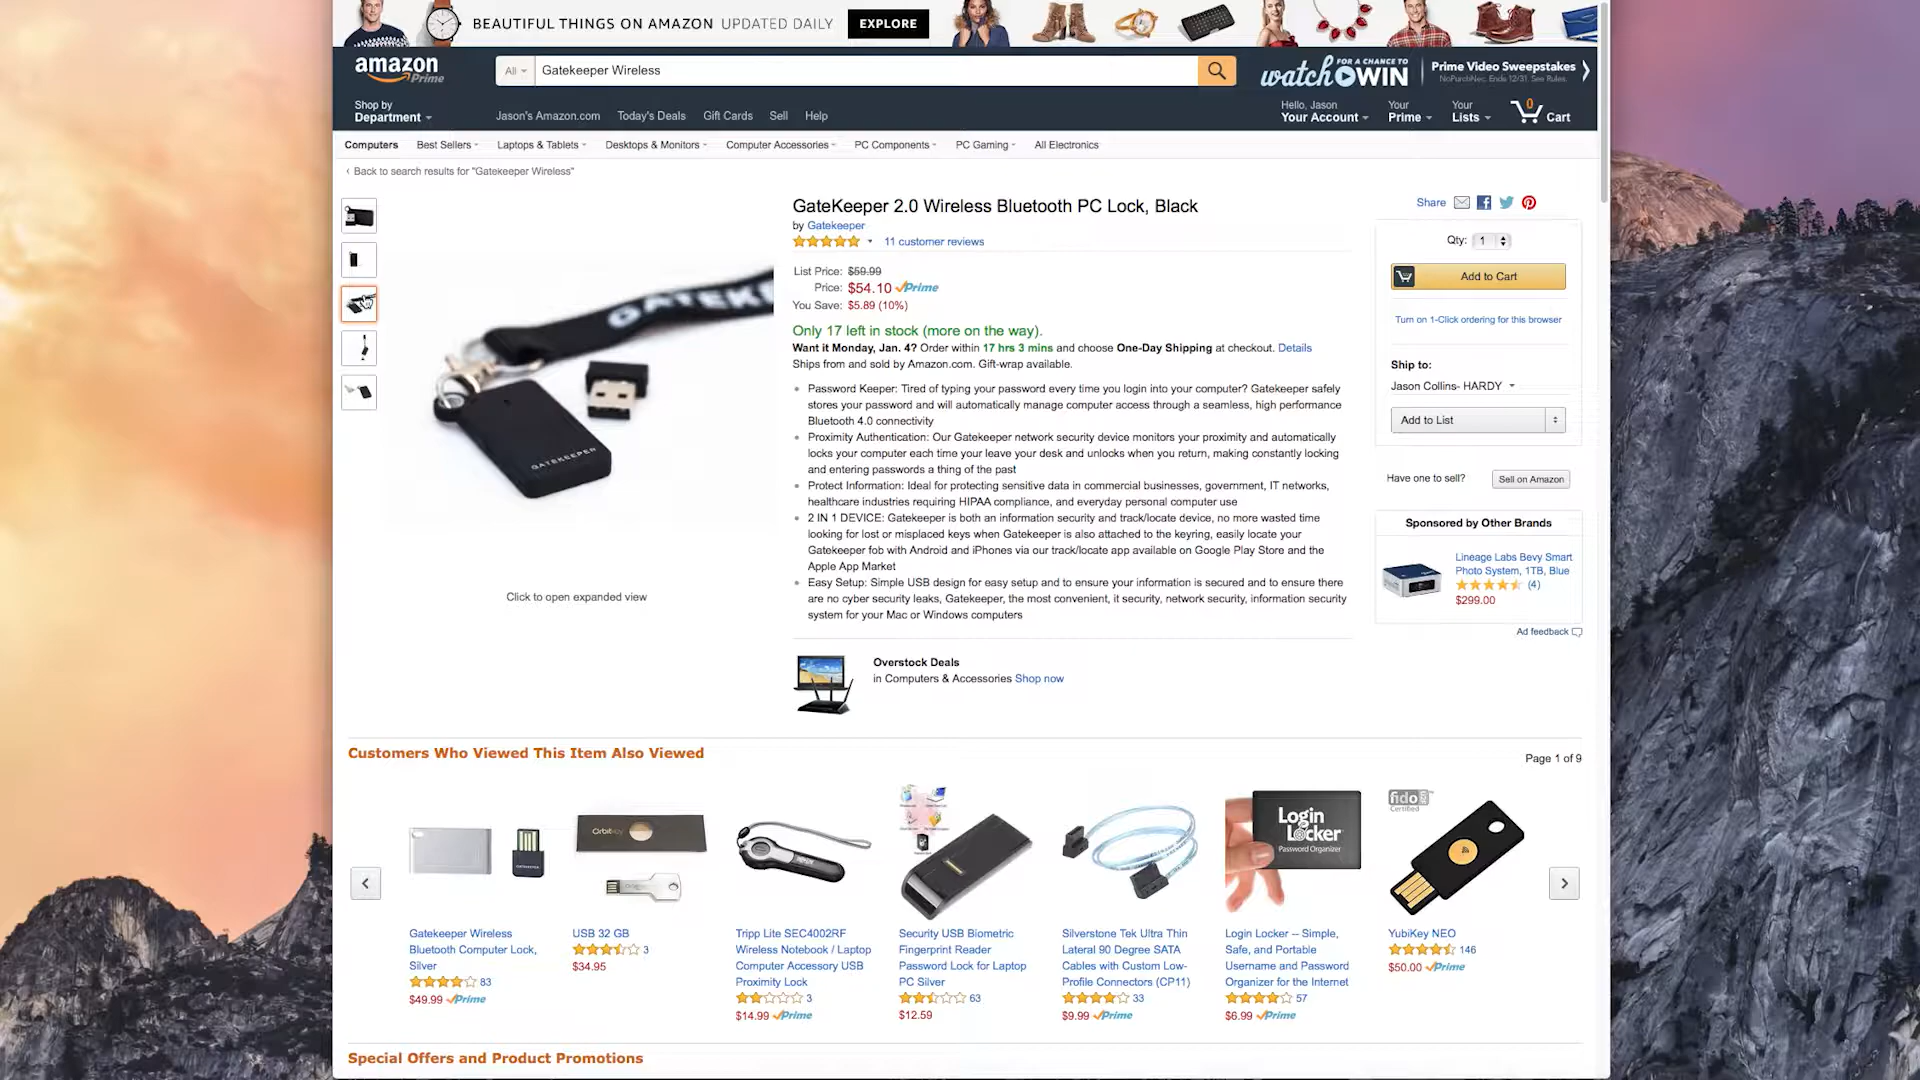 BEAUTIFUL THINGS ON AMAZON UPDATED DAILY EXPLORE
amazon Prime
All
Gatekeeper Wireless
FOR A CHANCE TO
watch WIN
Prime Video Sweepstakes
NoPurchNec. Ends 12/31. See Rules.
Shop by
Department
Jason's Amazon.com Today's Deals Gift Cards Sell Help
Hello, Jason
Your Account
Your
Prime
Your
Lists
0
Cart
Computers Best Sellers Laptops & Tablets Desktops & Monitors Computer Accessories PC Components PC Gaming All Electronics
‹ Back to search results for "Gatekeeper Wireless"
GATEKEE
GATEKEEPER
Click to open expanded view
GateKeeper 2.0 Wireless Bluetooth PC Lock, Black
by Gatekeeper
11 customer reviews
List Price: $59.99
Price: $54.10 Prime
You Save: $5.89 (10%)
Only 17 left in stock (more on the way).
Want it Monday, Jan. 4? Order within 17 hrs 3 mins and choose One-Day Shipping at checkout. Details
Ships from and sold by Amazon.com. Gift-wrap available.
Password Keeper: Tired of typing your password every time you login into your computer? Gatekeeper safely
stores your password and will automatically manage computer access through a seamless, high performance
Bluetooth 4.0 connectivity
Proximity Authentication: Our Gatekeeper network security device monitors your proximity and automatically
locks your computer each time your leave your desk and unlocks when you return, making constantly locking
and entering passwords a thing of the past
Protect Information: Ideal for protecting sensitive data in commercial businesses, government, IT networks,
healthcare industries requiring HIPAA compliance, and everyday personal computer use
2 IN 1 DEVICE: Gatekeeper is both an information security and track/locate device, no more wasted time
looking for lost or misplaced keys when Gatekeeper is also attached to the keyring, easily locate your
Gatekeeper fob with Android and iPhones via our track/locate app available on Google Play Store and the
Apple App Market
Easy Setup: Simple USB design for easy setup and to ensure your information is secured and to ensure there
are no cyber security leaks, Gatekeeper, the most convenient, it security, network security, information security
system for your Mac or Windows computers
Overstock Deals
in Computers & Accessories Shop now
Share
Qty: 1
Add to Cart
Turn on 1-Click ordering for this browser
Ship to:
Jason Collins- HARDY
Add to List
Have one to sell? Sell on Amazon
Sponsored by Other Brands
Lineage Labs Bevy Smart
Photo System, 1TB, Blue
(4)
$299.00
Ad feedback
Customers Who Viewed This Item Also Viewed
Page 1 of 9
Gatekeeper Wireless
Bluetooth Computer Lock,
Silver
83
$49.99 Prime
Orbitkey
USB 32 GB
3
$34.95
Tripp Lite SEC4002RF
Wireless Notebook / Laptop
Computer Accessory USB
Proximity Lock
3
$14.99 Prime
Security USB Biometric
Fingerprint Reader
Password Lock for Laptop
PC Silver
63
$12.59
Silverstone Tek Ultra Thin
Lateral 90 Degree SATA
Cables with Custom Low-
Profile Connectors (CP11)
33
$9.99 Prime
Login
Locker
Password Organizer
Login Locker -- Simple,
Safe, and Portable
Username and Password
Organizer for the Internet
57
$6.99 Prime
fido
Certified
YubiKey NEO
146
$50.00 Prime
Special Offers and Product Promotions